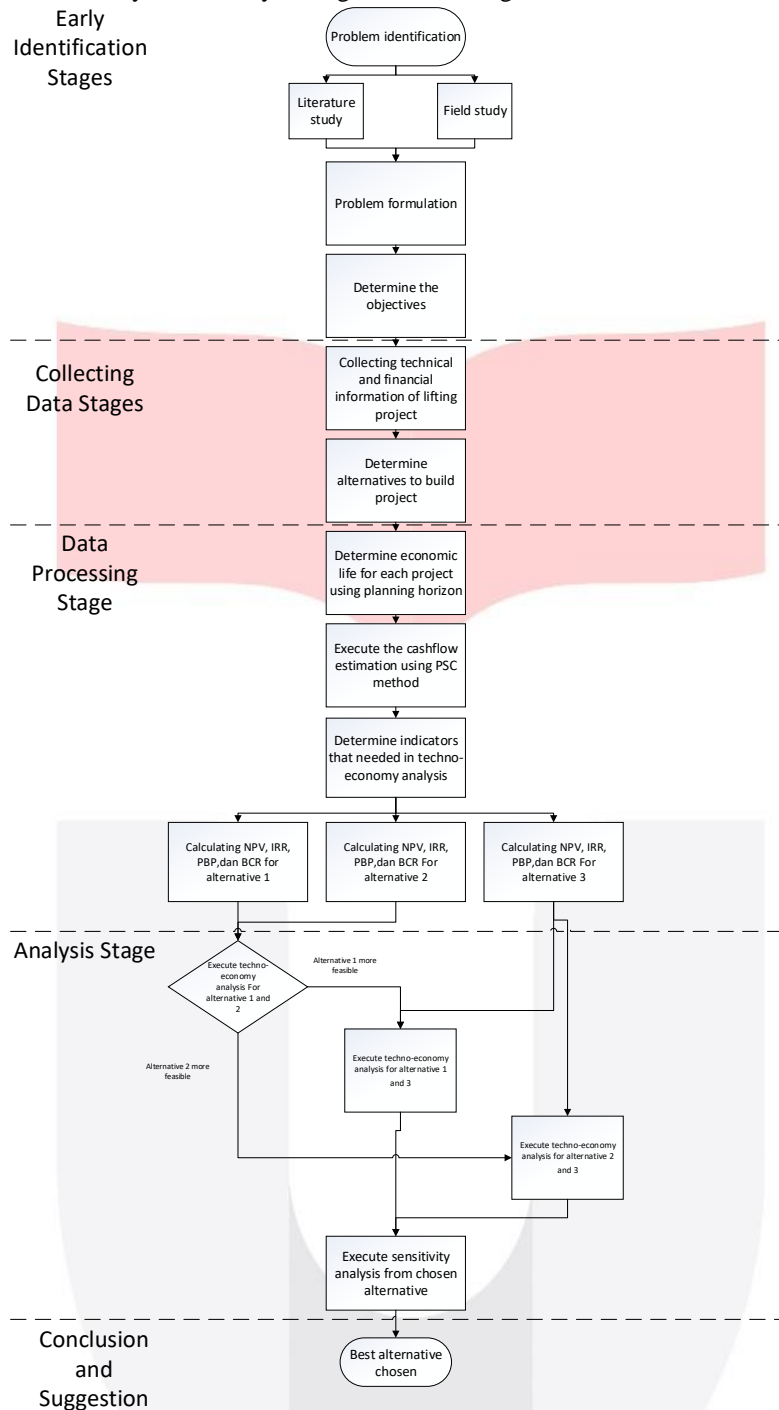 Early
Identification
Stages
Problem identification
Literature
study
Field study
Problem formulation
Determine the
objectives
Collecting
Data Stages
Collecting technical
and financial
information of lifting
project
Determine
alternatives to build
project
Data
Processing
Stage
Determine economic
life for each project
using planning horizon
Execute the cashflow
estimation using PSC
method
Determine indicators
that needed in techno-
economy analysis
Calculating NPV, IRR,
PBP,dan BCR for
alternative 1
Calculating NPV, IRR,
PBP,dan BCR For
alternative 2
Calculating NPV, IRR,
PBP,dan BCR For
alternative 3
Analysis Stage
Execute techno-
economy
analysis For
alternative 1 and
2
Alternative 1 more
feasible
Alternative 2 more
feasible
Execute techno-economy
analysis for alternative 1
and 3
Execute techno-economy
analysis for alternative 2
and 3
Execute sensitivity
analysis from chosen
alternative
Conclusion
and
Suggestion
Best alternative
chosen